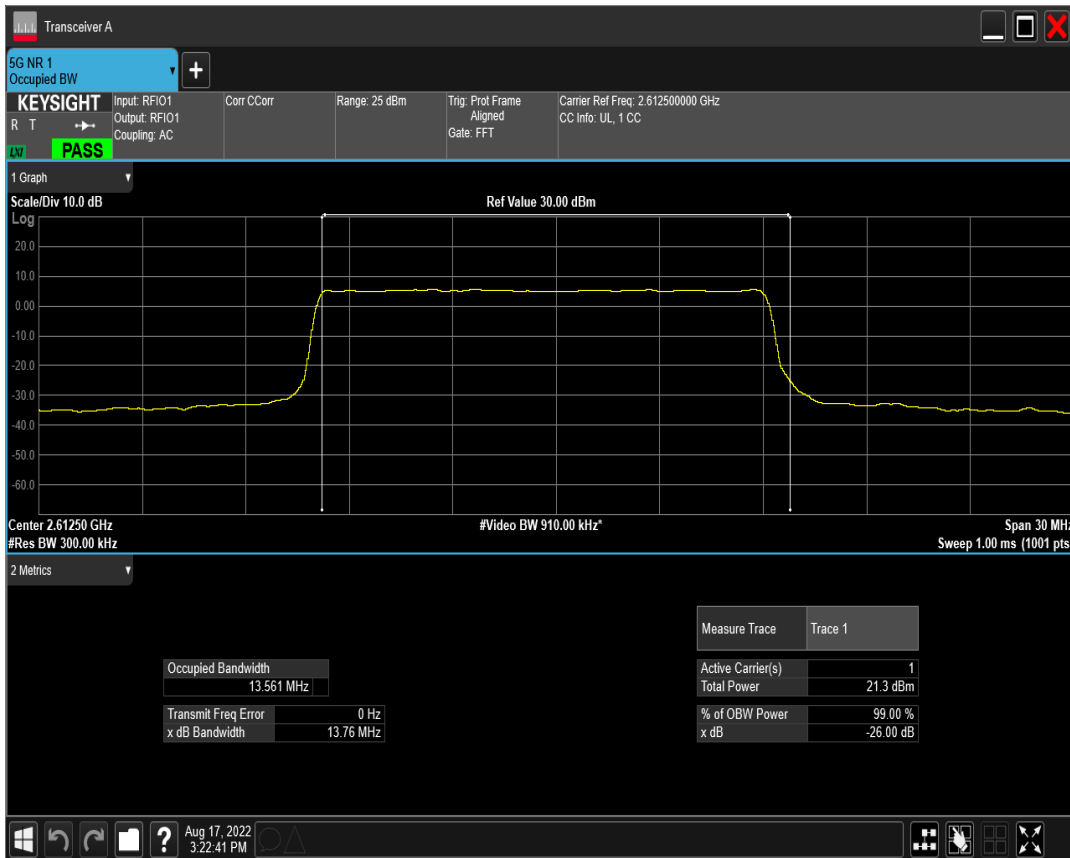 Transceiver A
5G NR 1
Occupied BW
+
KEYSIGHT
R T
LXI
PASS
Input: RFIO1
Output: RFIO1
Coupling: AC
Corr CCorr
Range: 25 dBm
Trig: Prot Frame
Aligned
Gate: FFT
Carrier Ref Freq: 2.612500000 GHz
CC Info: UL, 1 CC
1 Graph
Scale/Div 10.0 dB
Ref Value 30.00 dBm
Log
20.0
10.0
0.00
-10.0
-20.0
-30.0
-40.0
-50.0
-60.0
Center 2.61250 GHz
#Video BW 910.00 kHz*
Span 30 MHz
#Res BW 300.00 kHz
Sweep 1.00 ms (1001 pts
2 Metrics
Measure Trace Trace 1
Occupied Bandwidth
13.561 MHz
Active Carrier(s) 1
Total Power 21.3 dBm
Transmit Freq Error 0 Hz
x dB Bandwidth 13.76 MHz
% of OBW Power 99.00 %
x dB -26.00 dB
?
Aug 17, 2022
3:22:41 PM